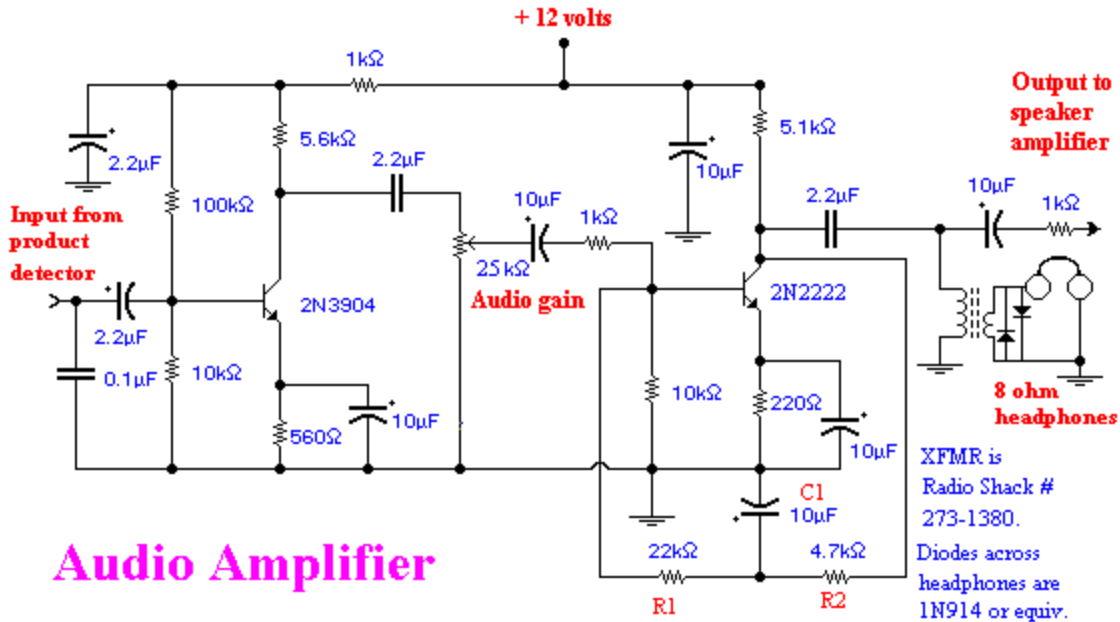 + 12 volts
1kΩ
Output to
speaker
amplifier
5.6kΩ
5.1kΩ
2.2µF
2.2µF
10µF
10µF
2.2µF
10µF
1kΩ
100kΩ
1kΩ
Input from
product
detector
25kΩ
Audio gain
2N3904
2N2222
2.2µF
0.1µF
10kΩ
10kΩ
220Ω
8 ohm
headphones
560Ω
10µF
10µF
XFMR is
Radio Shack #
273-1380.
Diodes across
headphones are
1N914 or equiv.
C1
10µF
22kΩ
4.7kΩ
R1
R2
Audio Amplifier